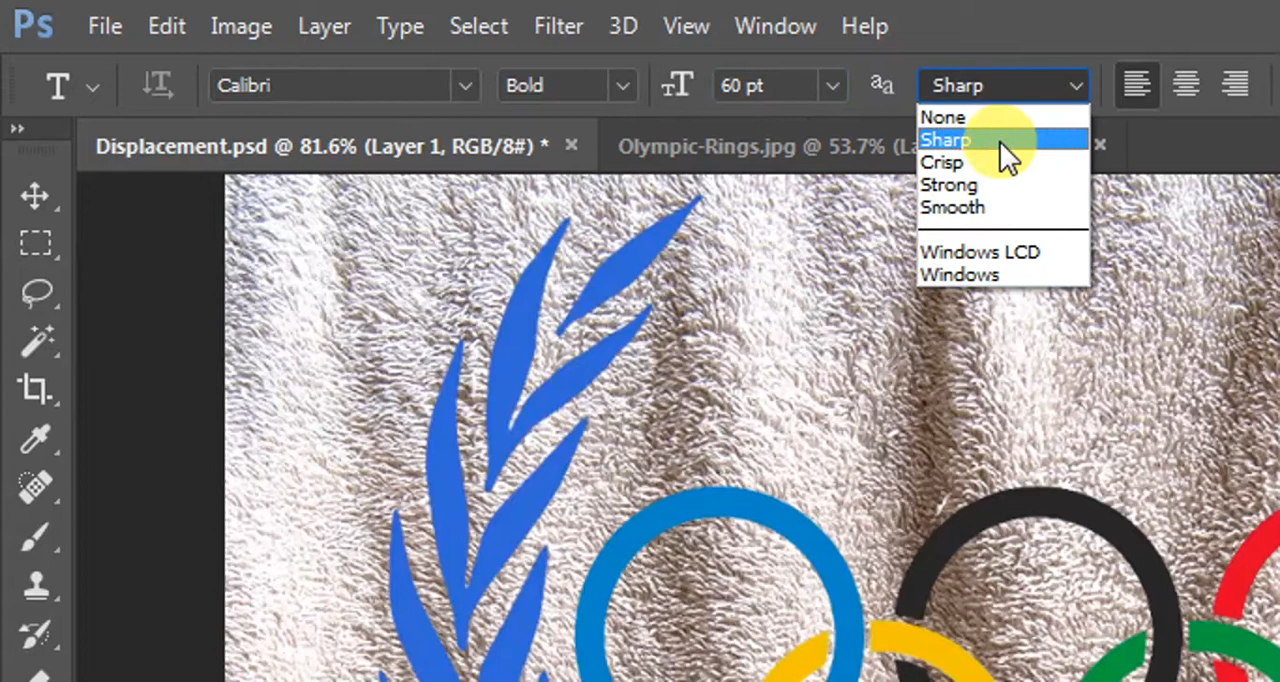 Ps File Edit Image Layer Type Select Filter 3D View Window Help
T Calibri Bold 60 pt Sharp
Displacement.psd @ 81.6% (Layer 1, RGB/8#) * Olympic-Rings.jpg @ 53.7%
None
Sharp
Crisp
Strong
Smooth
Windows LCD
Windows